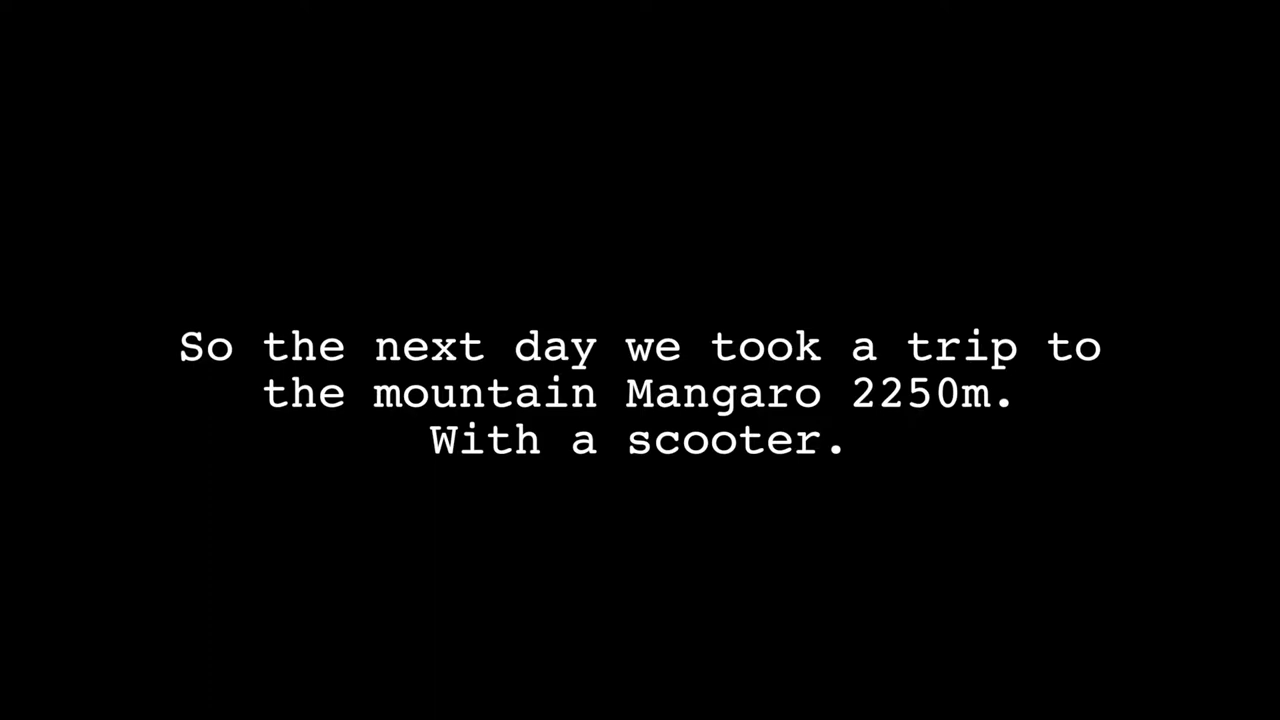 So the next day we took a trip to
the mountain Mangaro 2250m.
With a scooter.